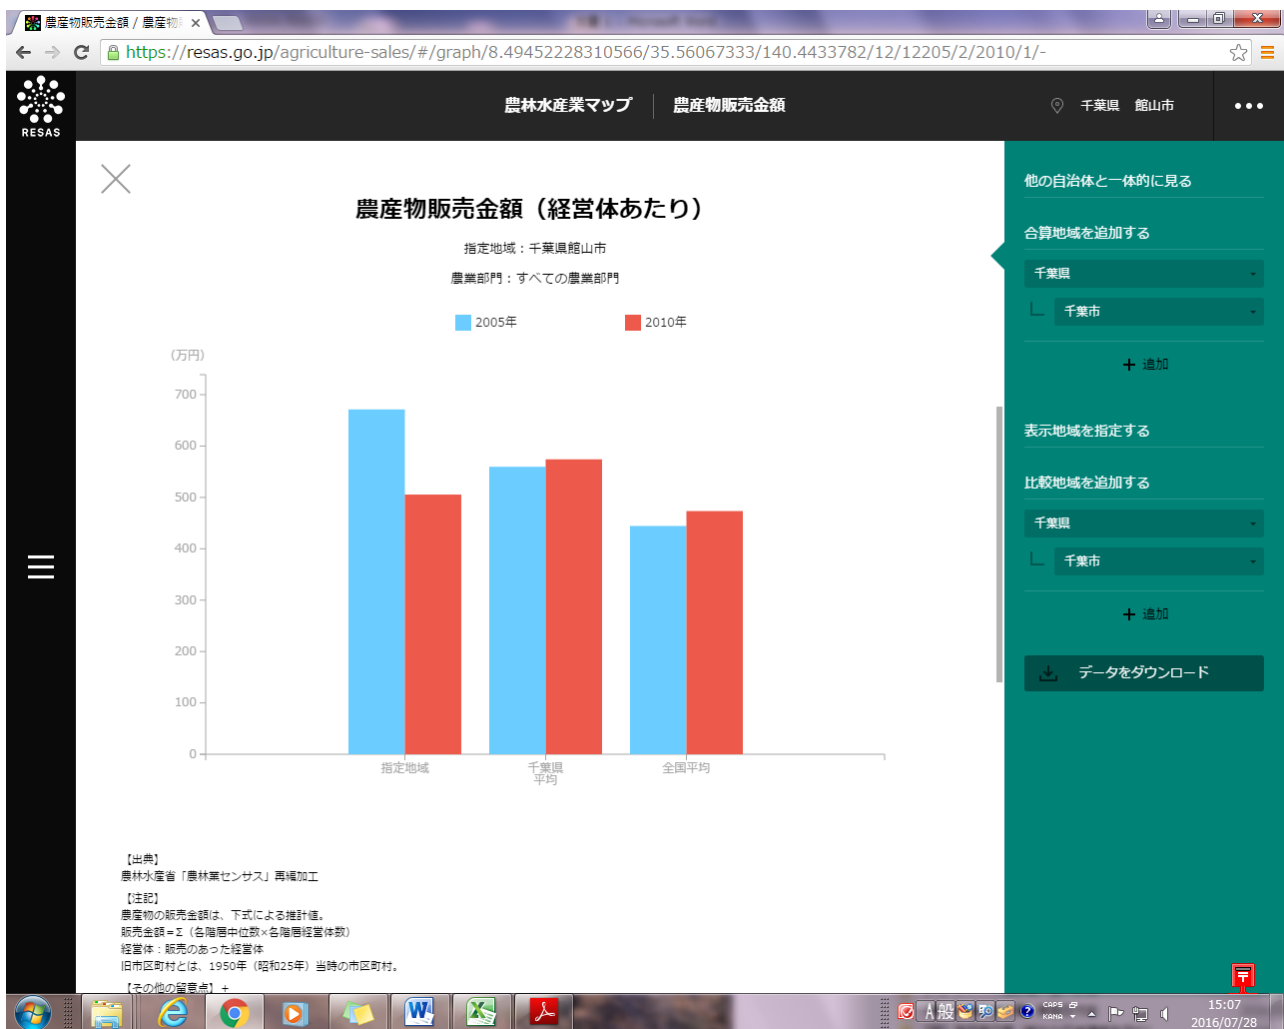 農産物販売金額 / 農産物
https://resas.go.jp/agriculture-sales/#/graph/8.49452228310566/35.56067333/140.4433782/12/12205/2/2010/1/-
RESAS
農林水産業マップ
農産物販売金額
千葉県 館山市
農産物販売金額（経営体あたり）
指定地域：千葉県館山市
農業部門：すべての農業部門
2005年
2010年
(万円)
700
600
500
400
300
200
100
0
指定地域
千葉県
平均
全国平均
【出典】
農林水産省「農林業センサス」再編加工
【注記】
農産物の販売金額は、下式による推計値。
販売金額=Σ（各階層中位数×各階層経営体数）
経営体：販売のあった経営体
旧市区町村とは、1950年（昭和25年）当時の市区町村。
【その他の留意点】+
他の自治体と一体的に見る
合算地域を追加する
千葉県
千葉市
+ 追加
表示地域を指定する
比較地域を追加する
千葉県
千葉市
+ 追加
データをダウンロード
A 般
CAPS
KANA
15:07
2016/07/28